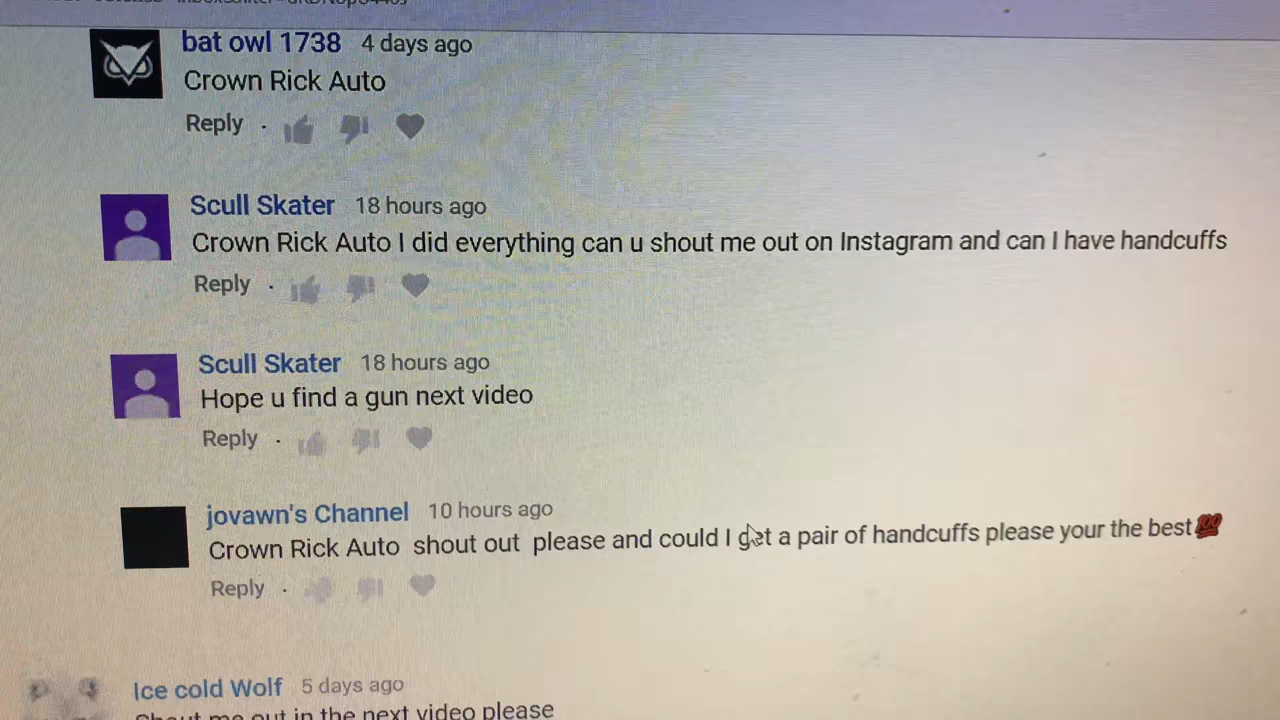 bat owl 1738 4 days ago
Crown Rick Auto
Reply ·
Scull Skater 18 hours ago
Crown Rick Auto I did everything can u shout me out on Instagram and can I have handcuffs
Reply ·
Scull Skater 18 hours ago
Hope u find a gun next video
Reply ·
jovawn's Channel 10 hours ago
Crown Rick Auto shout out please and could I get a pair of handcuffs please your the best💯
Reply ·
Ice cold Wolf 5 days ago
Shout me out in the next video please